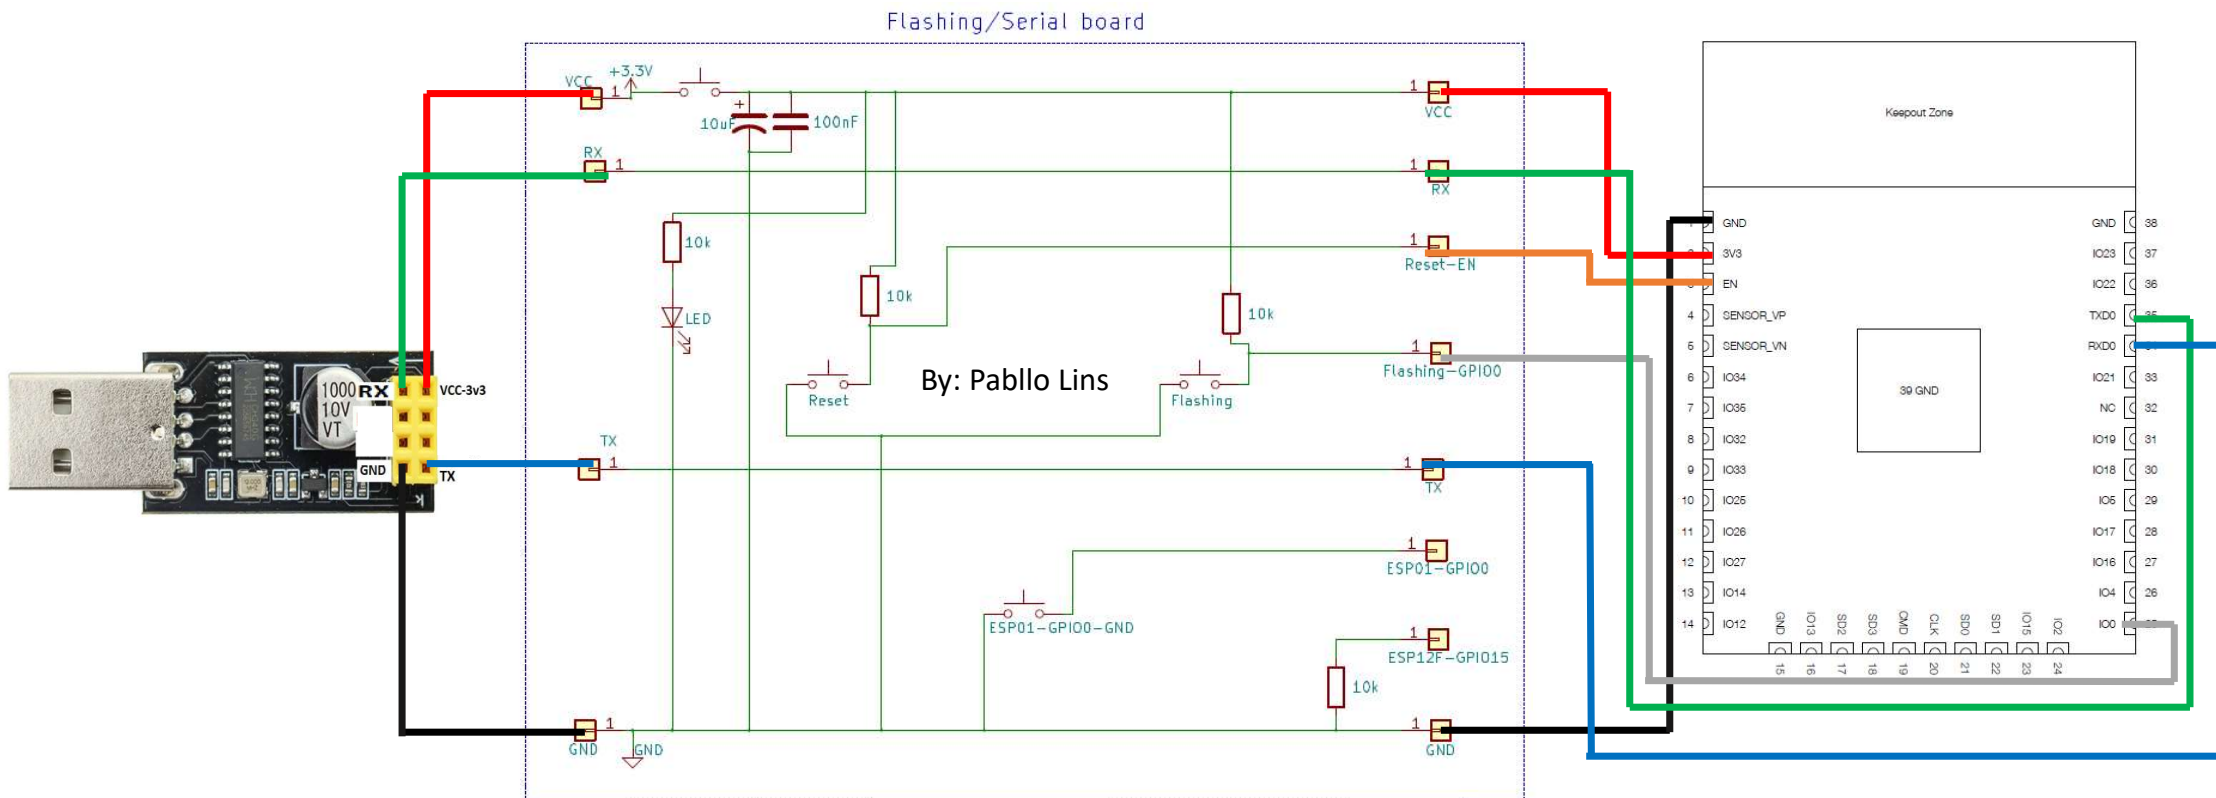 Flashing/Serial board
VCC
+3.3V
1
10uF
100nF
1
VCC
RX
1
1
RX
10k
LED
10k
Reset
By: Pabllo Lins
10k
Flashing
1
Reset-EN
1
Flashing-GPIO0
TX
1
1
TX
1
ESP01-GPIO0
ESP01-GPIO0-GND
1
ESP12F-GPIO15
10k
1
GND
GND
1
GND
1000
10V
VT
RX
VCC-3v3
GND
TX
Keepout Zone
39 GND
GND
3V3
EN
4 SENSOR_VP
5 SENSOR_VN
6 IO34
7 IO35
8 IO32
9 IO33
10 IO25
11 IO26
12 IO27
13 IO14
14 IO12
GND 15
IO13 16
SD2 17
SD3 18
CMD 19
CLK 20
SD0 21
SD1 22
IO15 23
IO2 24
GND 38
IO23 37
IO22 36
TXD0
RXD0
IO21 33
NC 32
IO19 31
IO18 30
IO5 29
IO17 28
IO16 27
IO4 26
IO0